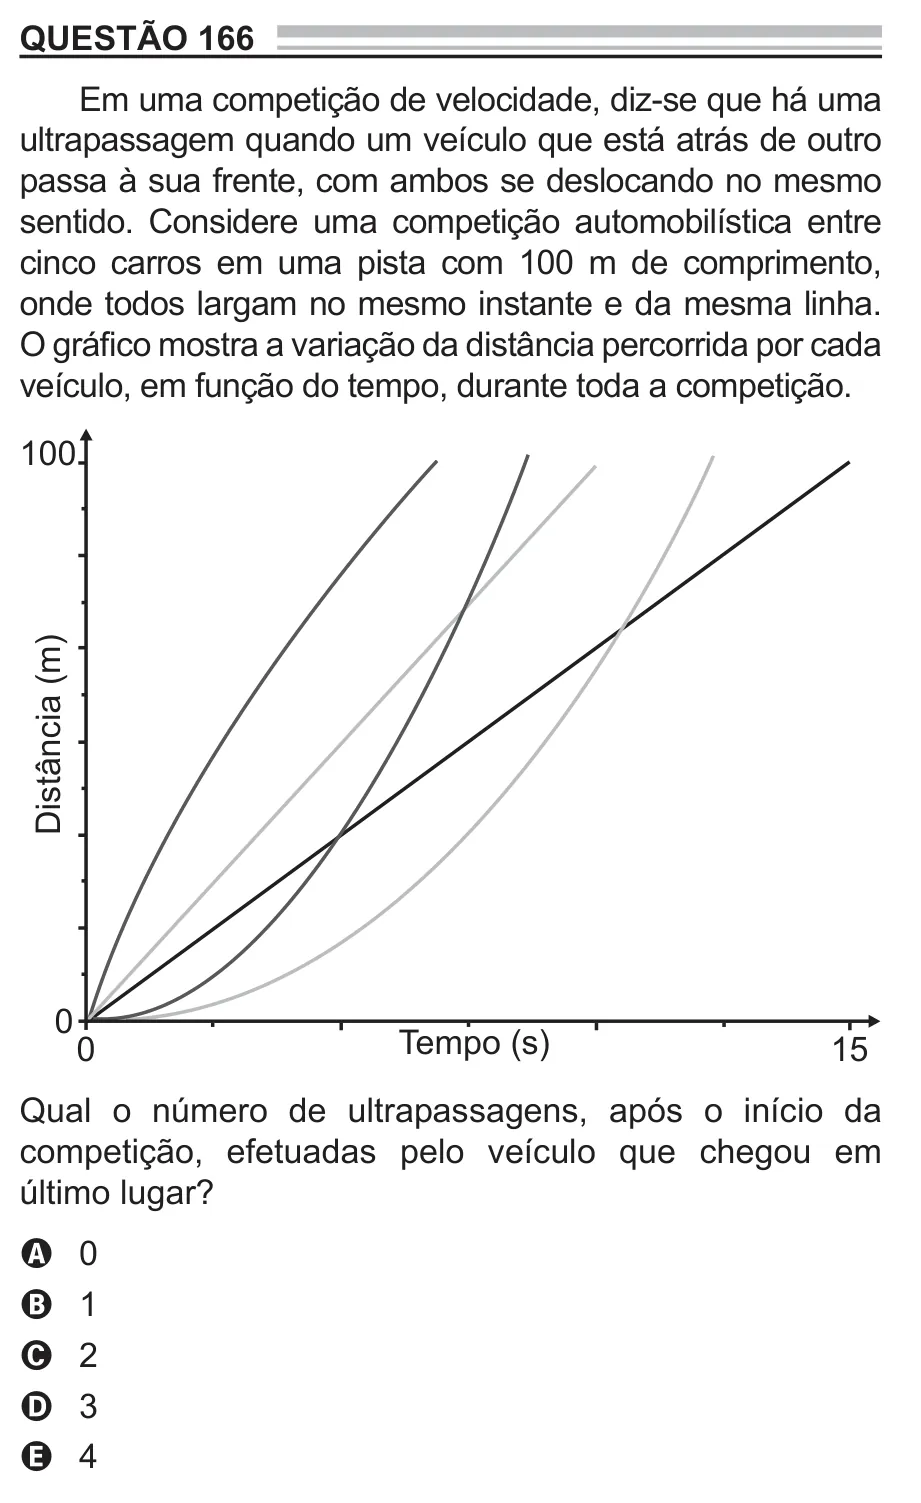 QUESTÃO 166
Em uma competição de velocidade, diz-se que há uma
ultrapassagem quando um veículo que está atrás de outro
passa à sua frente, com ambos se deslocando no mesmo
sentido. Considere uma competição automobilística entre
cinco carros em uma pista com 100 m de comprimento,
onde todos largam no mesmo instante e da mesma linha.
O gráfico mostra a variação da distância percorrida por cada
veículo, em função do tempo, durante toda a competição.
100
Distância (m)
0
0
Tempo (s)
15
Qual o número de ultrapassagens, após o início da
competição, efetuadas pelo veículo que chegou em
último lugar?
A 0
B 1
C 2
D 3
E 4